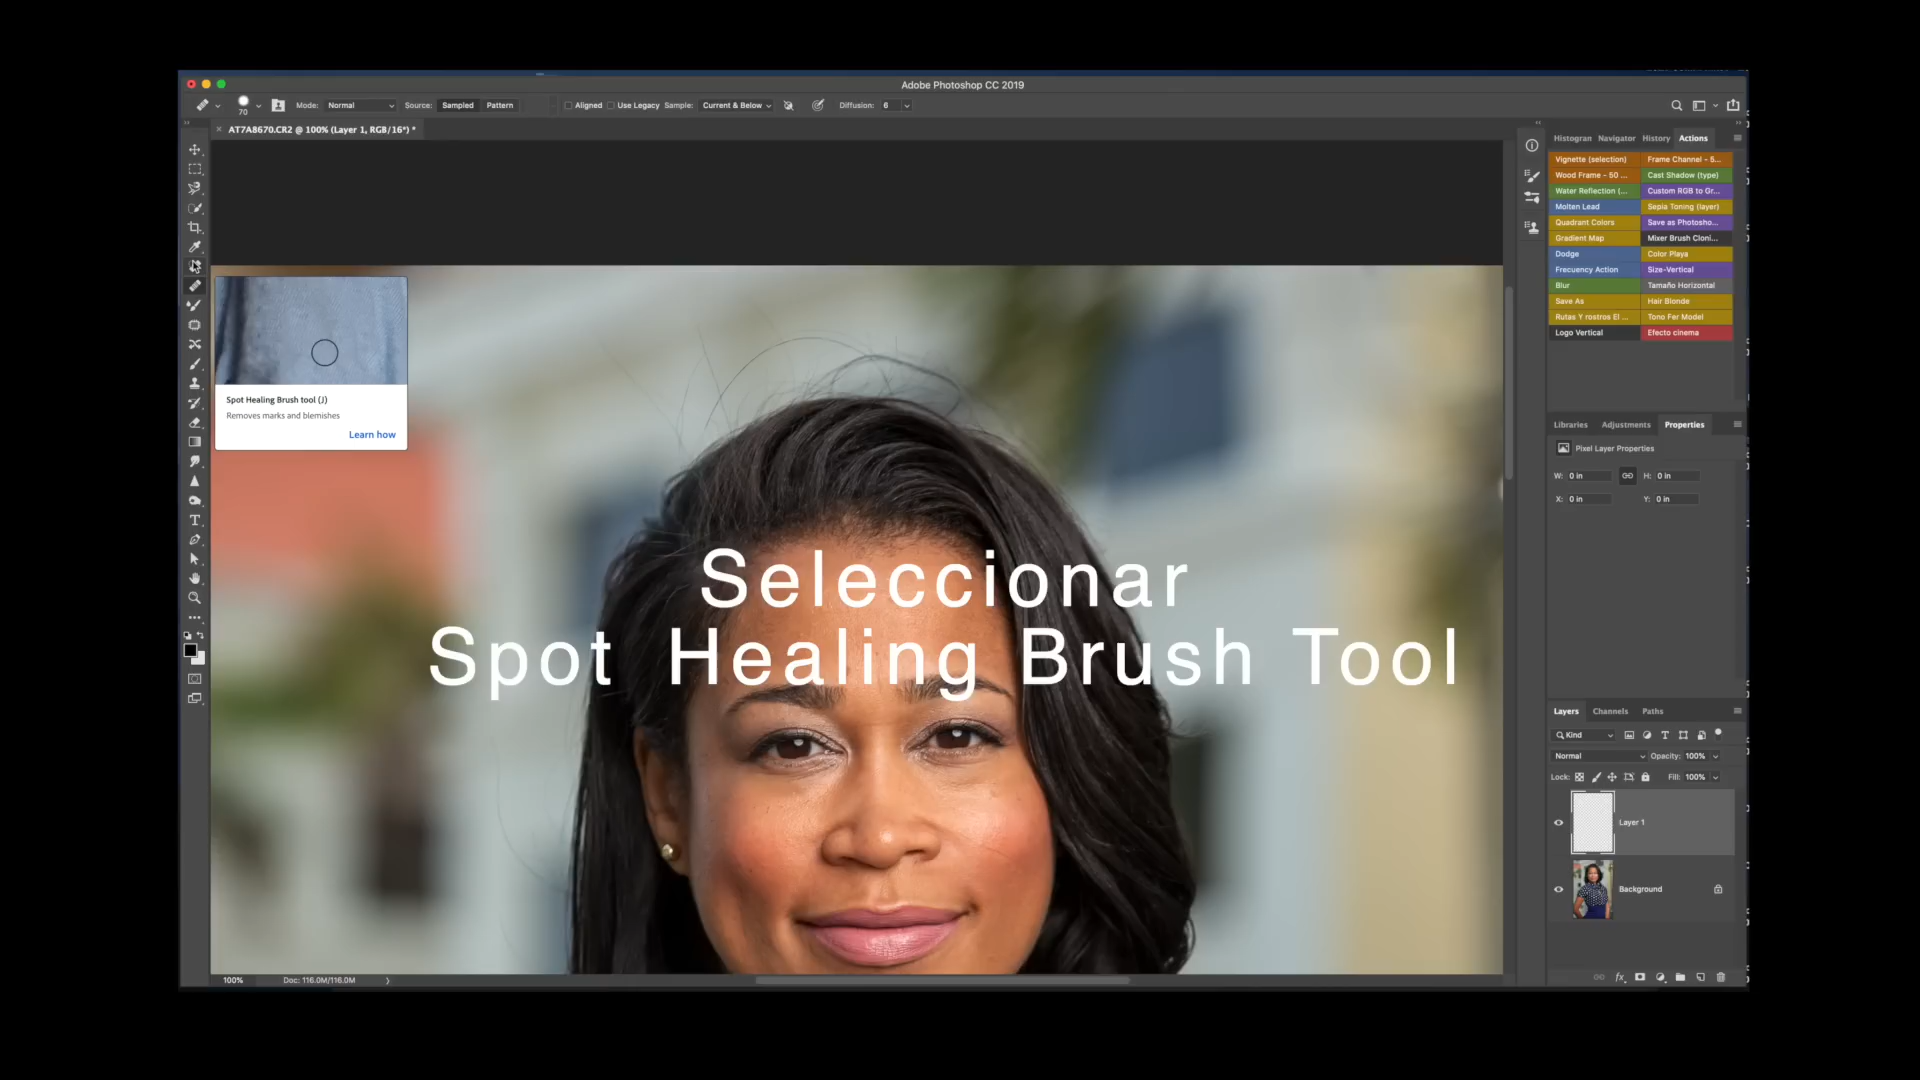 Adobe Photoshop CC 2019
70
Mode: Normal
Source: Sampled Pattern
Aligned Use Legacy Sample: Current & Below
Diffusion: 6
AT7A8670.CR2 @ 100% (Layer 1, RGB/16*) *
Histogran Navigator History Actions
Vignette (selection) Frame Channel - 5...
Wood Frame - 50 ... Cast Shadow (type)
Water Reflection (... Custom RGB to Gr...
Molten Lead Sepia Toning (layer)
Quadrant Colors Save as Photosho...
Gradient Map Mixer Brush Cloni...
Dodge Color Playa
Frecuency Action Size-Vertical
Blur Tamaño Horizontal
Save As Hair Blonde
Rutas Y rostros El ... Tono Fer Model
Logo Vertical Efecto cinema
Spot Healing Brush tool (J)
Removes marks and blemishes
Learn how
Seleccionar
Spot Healing Brush Tool
Libraries Adjustments Properties
Pixel Layer Properties
W: 0 in H: 0 in
X: 0 in Y: 0 in
Layers Channels Paths
Kind
Normal Opacity: 100%
Lock: Fill: 100%
Layer 1
Background
100% Doc: 116.0M/116.0M